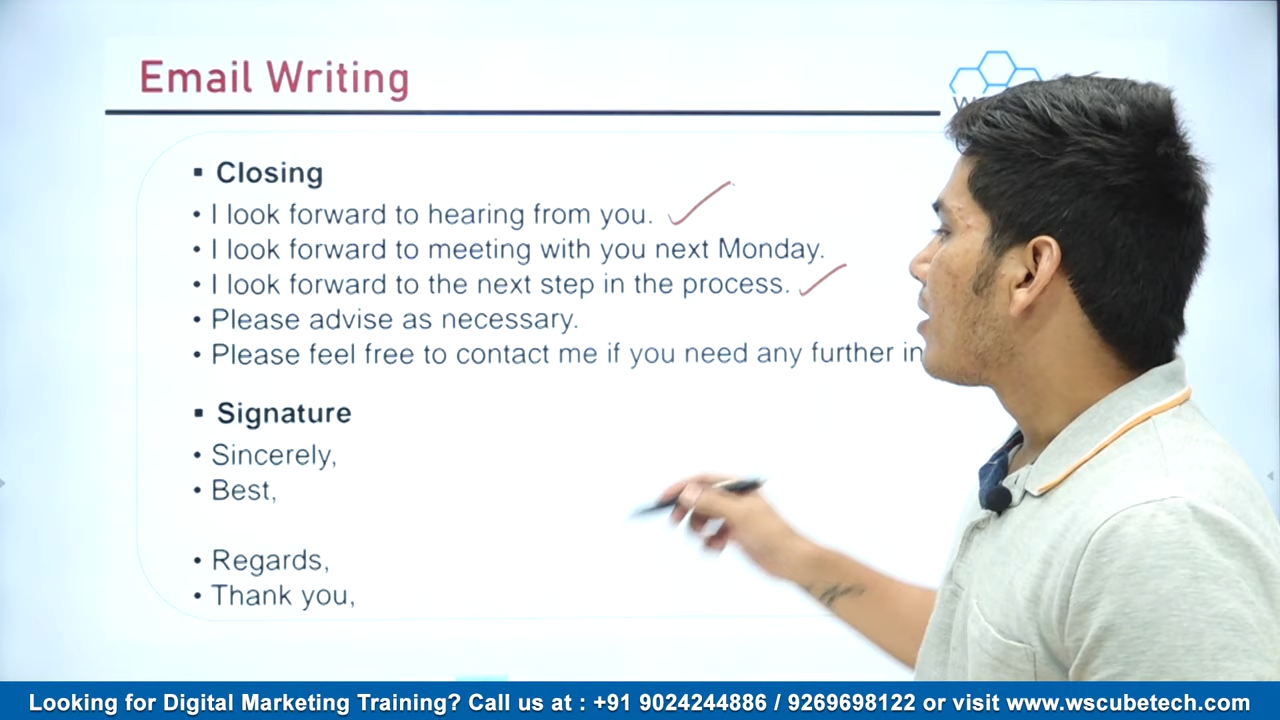 Email Writing
▪ Closing
• I look forward to hearing from you.
• I look forward to meeting with you next Monday.
• I look forward to the next step in the process.
• Please advise as necessary.
• Please feel free to contact me if you need any further
▪ Signature
• Sincerely,
• Best,
• Regards,
• Thank you,
Looking for Digital Marketing Training? Call us at : +91 9024244886 / 9269698122 or visit www.wscubetech.com